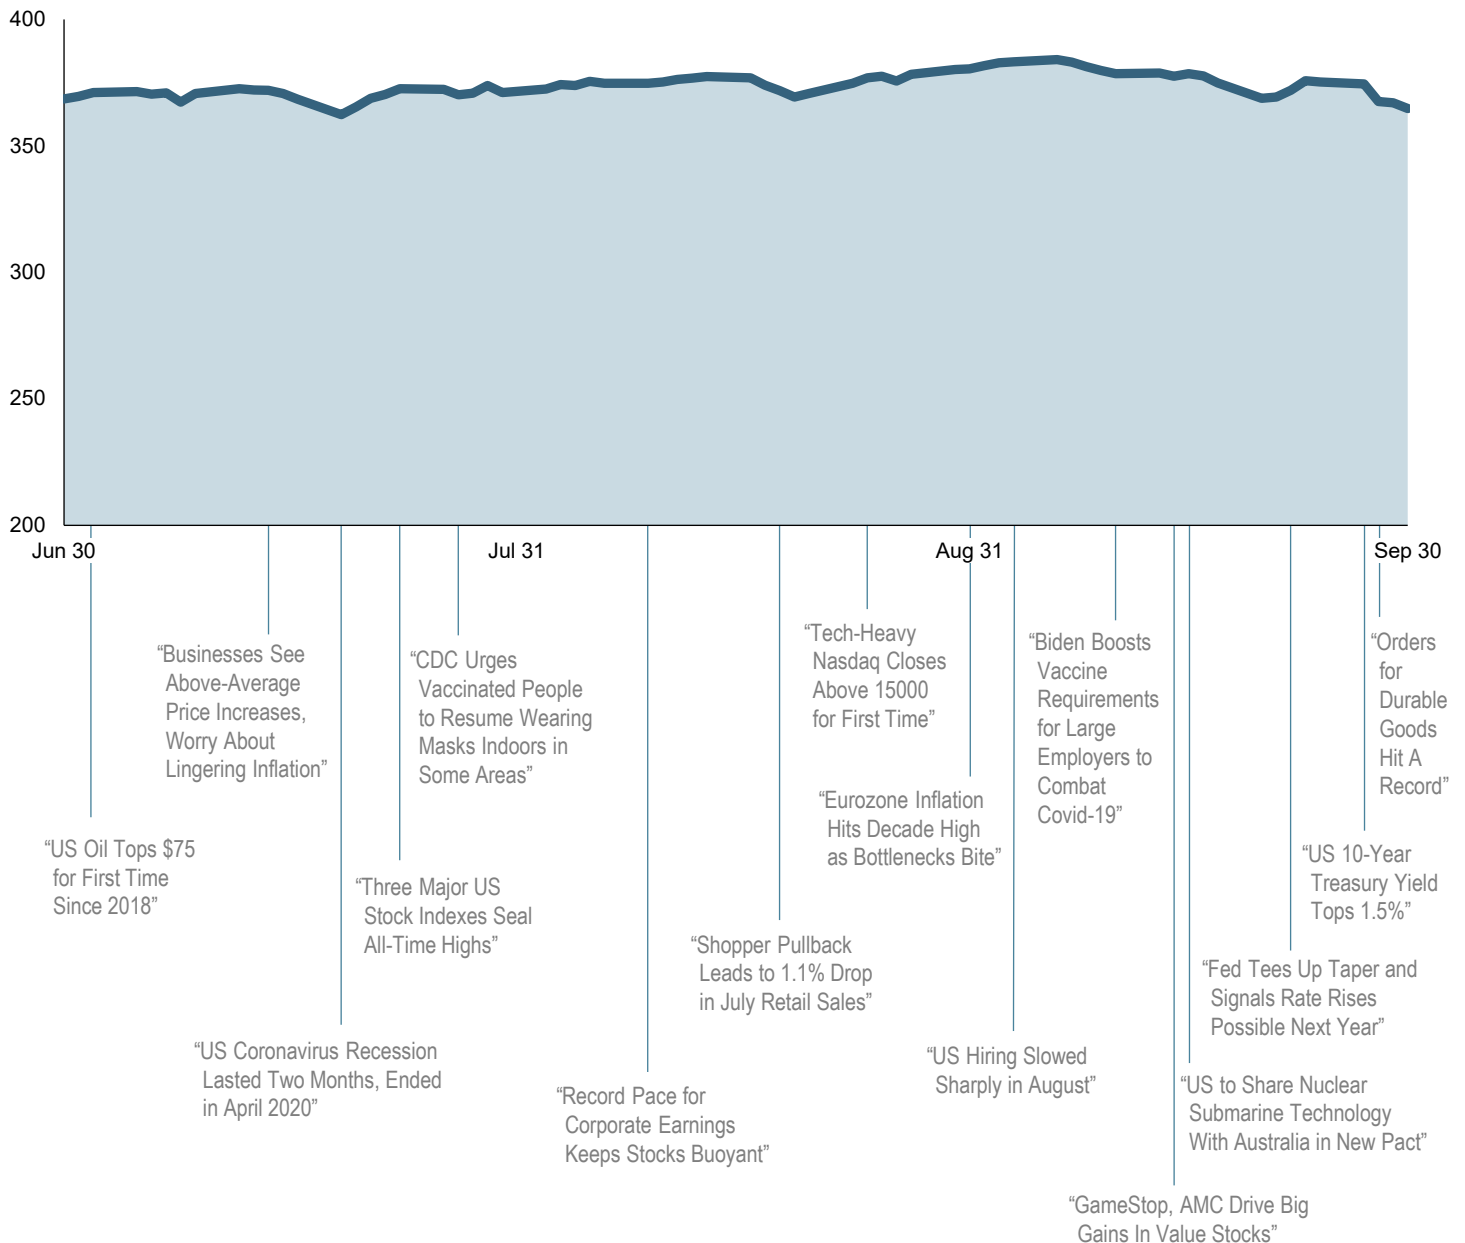 400
350
300
250
200
Jun 30
Jul 31
Aug 31
Sep 30
“US Oil Tops $75
for First Time
Since 2018”
“Businesses See
Above-Average
Price Increases,
Worry About
Lingering Inflation”
“US Coronavirus Recession
Lasted Two Months, Ended
in April 2020”
“Three Major US
Stock Indexes Seal
All-Time Highs”
“CDC Urges
Vaccinated People
to Resume Wearing
Masks Indoors in
Some Areas”
“Record Pace for
Corporate Earnings
Keeps Stocks Buoyant”
“Shopper Pullback
Leads to 1.1% Drop
in July Retail Sales”
“Tech-Heavy
Nasdaq Closes
Above 15000
for First Time”
“Eurozone Inflation
Hits Decade High
as Bottlenecks Bite”
“US Hiring Slowed
Sharply in August”
“Biden Boosts
Vaccine
Requirements
for Large
Employers to
Combat
Covid-19”
“GameStop, AMC Drive Big
Gains In Value Stocks”
“US to Share Nuclear
Submarine Technology
With Australia in New Pact”
“Fed Tees Up Taper and
Signals Rate Rises
Possible Next Year”
“US 10-Year
Treasury Yield
Tops 1.5%”
“Orders
for
Durable
Goods
Hit A
Record”